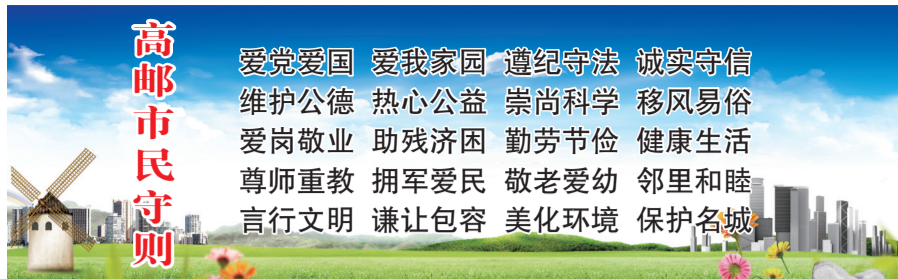 高邮市民守则
爱党爱国 爱我家园 遵纪守法 诚实守信
维护公德 热心公益 崇尚科学 移风易俗
爱岗敬业 助残济困 勤劳节俭 健康生活
尊师重教 拥军爱民 敬老爱幼 邻里和睦
言行文明 谦让包容 美化环境 保护名城